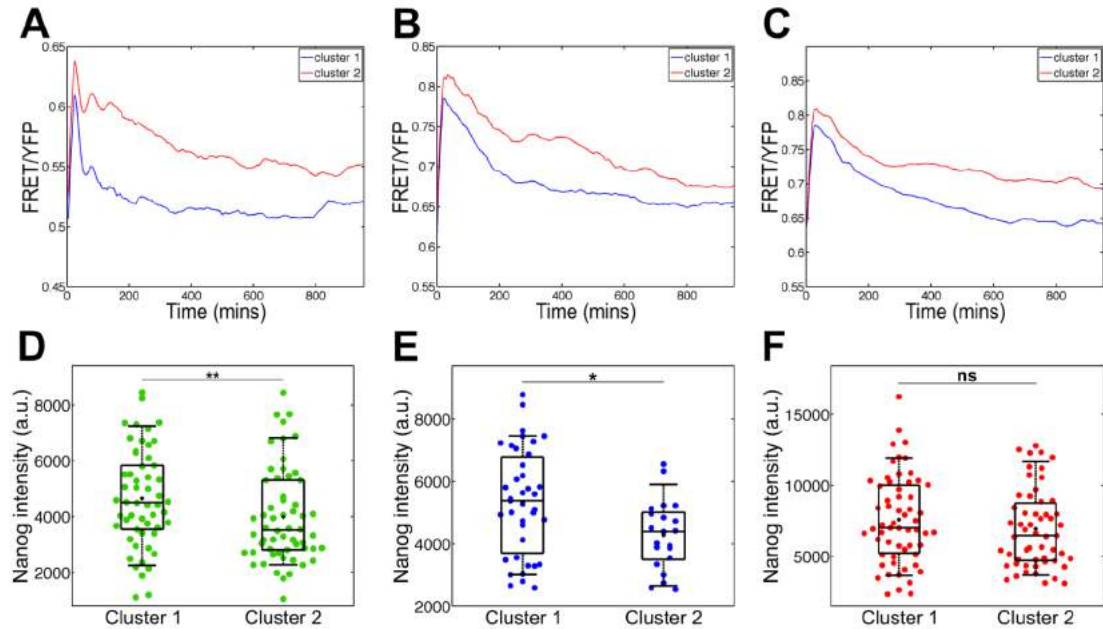 A
B
C
0.65
0.6
0.55
0.5
0.45
FRET/YFP
cluster 1
cluster 2
0
200
400
600
800
Time (mins)
0.85
0.8
0.75
0.7
0.65
0.6
0.55
FRET/YFP
cluster 1
cluster 2
0
200
400
600
800
Time (mins)
0.85
0.8
0.75
0.7
0.65
0.6
0.55
FRET/YFP
cluster 1
cluster 2
0
200
400
600
800
Time (mins)
D
E
F
8000
6000
4000
2000
Nanog intensity (a.u.)
**
Cluster 1
Cluster 2
8000
6000
4000
2000
Nanog intensity (a.u.)
*
Cluster 1
Cluster 2
15000
10000
5000
Nanog intensity (a.u.)
ns
Cluster 1
Cluster 2